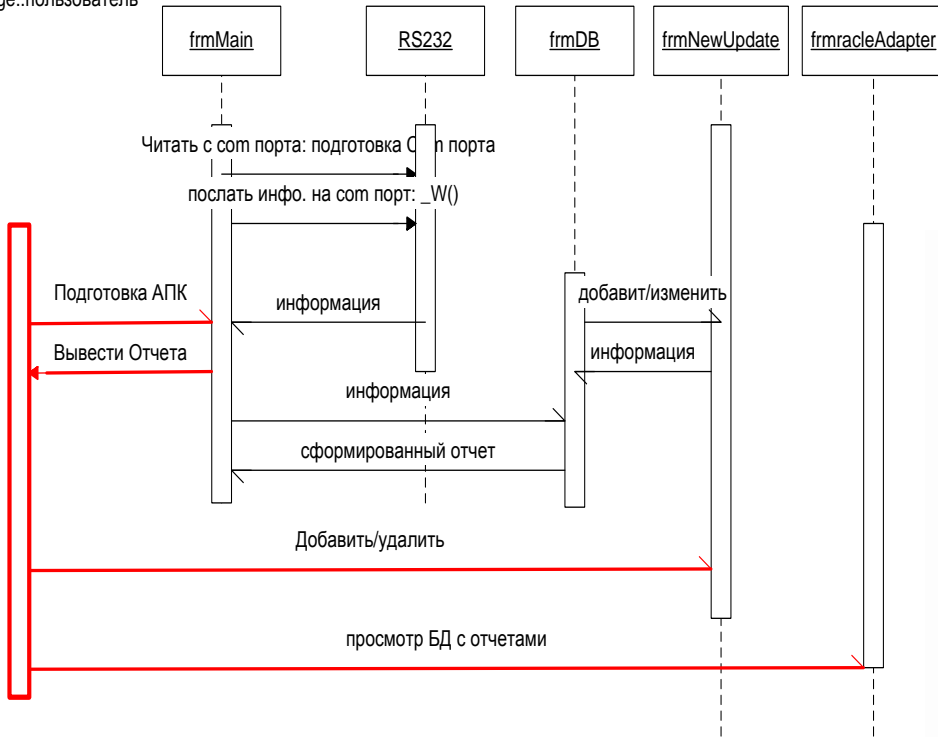 ge::пользователь
frmMain
RS232
frmDB
frmNewUpdate
frmracleAdapter
Читать с com порта: подготовка C m порта
послать инфо. на com порт: _W()
Подготовка АПК
информация
добавит/изменить
Вывести Отчета
информация
информация
сформированный отчет
Добавить/удалить
просмотр БД с отчетами